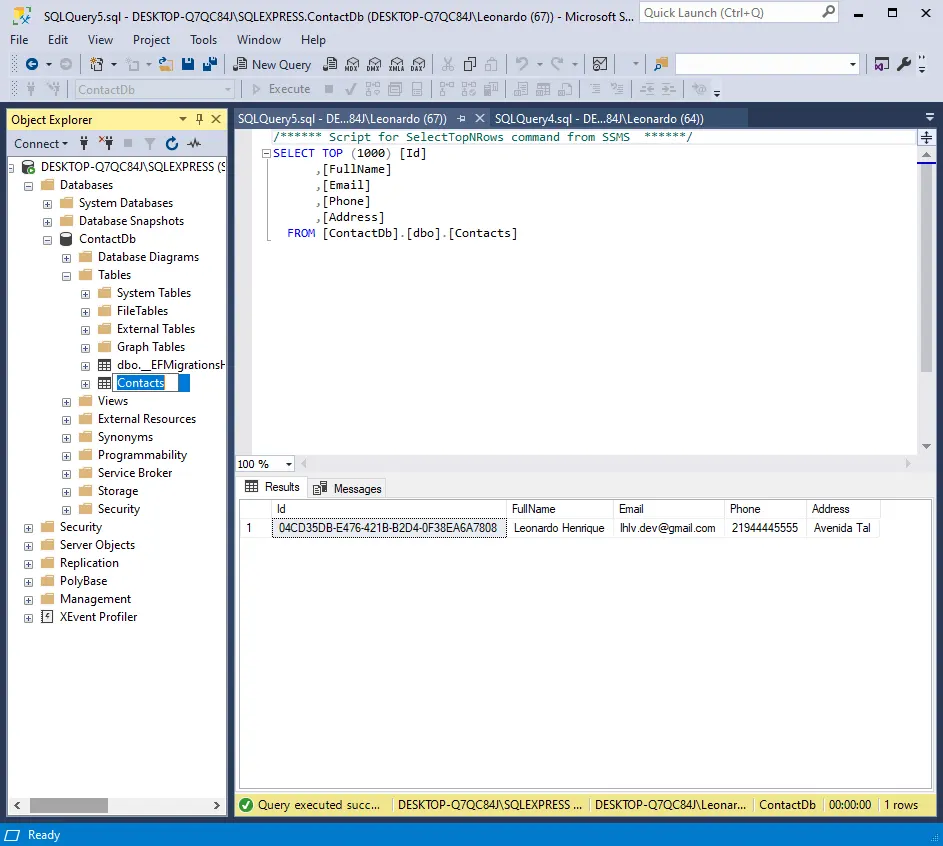 SQLQuery5.sql - DESKTOP-Q7QC84J\SQLEXPRESS.ContactDb (DESKTOP-Q7QC84J\Leonardo (67)) - Microsoft S...
Quick Launch (Ctrl+Q)
File Edit View Project Tools Window Help
New Query MDX DMX XMLA DAX
ContactDb Execute
Object Explorer
Connect
DESKTOP-Q7QC84J\SQLEXPRESS (S
Databases
System Databases
Database Snapshots
ContactDb
Database Diagrams
Tables
System Tables
FileTables
External Tables
Graph Tables
dbo.__EFMigrationsH
Contacts
Views
External Resources
Synonyms
Programmability
Service Broker
Storage
Security
Security
Server Objects
Replication
PolyBase
Management
XEvent Profiler
SQLQuery5.sql - DE...84J\Leonardo (67)) SQLQuery4.sql - DE...84J\Leonardo (64))
/****** Script for SelectTopNRows command from SSMS ******/
SELECT TOP (1000) [Id]
,[FullName]
,[Email]
,[Phone]
,[Address]
FROM [ContactDb].[dbo].[Contacts]
100 %
Results Messages
Id FullName Email Phone Address
1 04CD35DB-E476-421B-B2D4-0F38EA6A7808 Leonardo Henrique lhlv.dev@gmail.com 21944445555 Avenida Tal
Query executed succ... DESKTOP-Q7QC84J\SQLEXPRESS ... DESKTOP-Q7QC84J\Leonar... ContactDb 00:00:00 1 rows
Ready